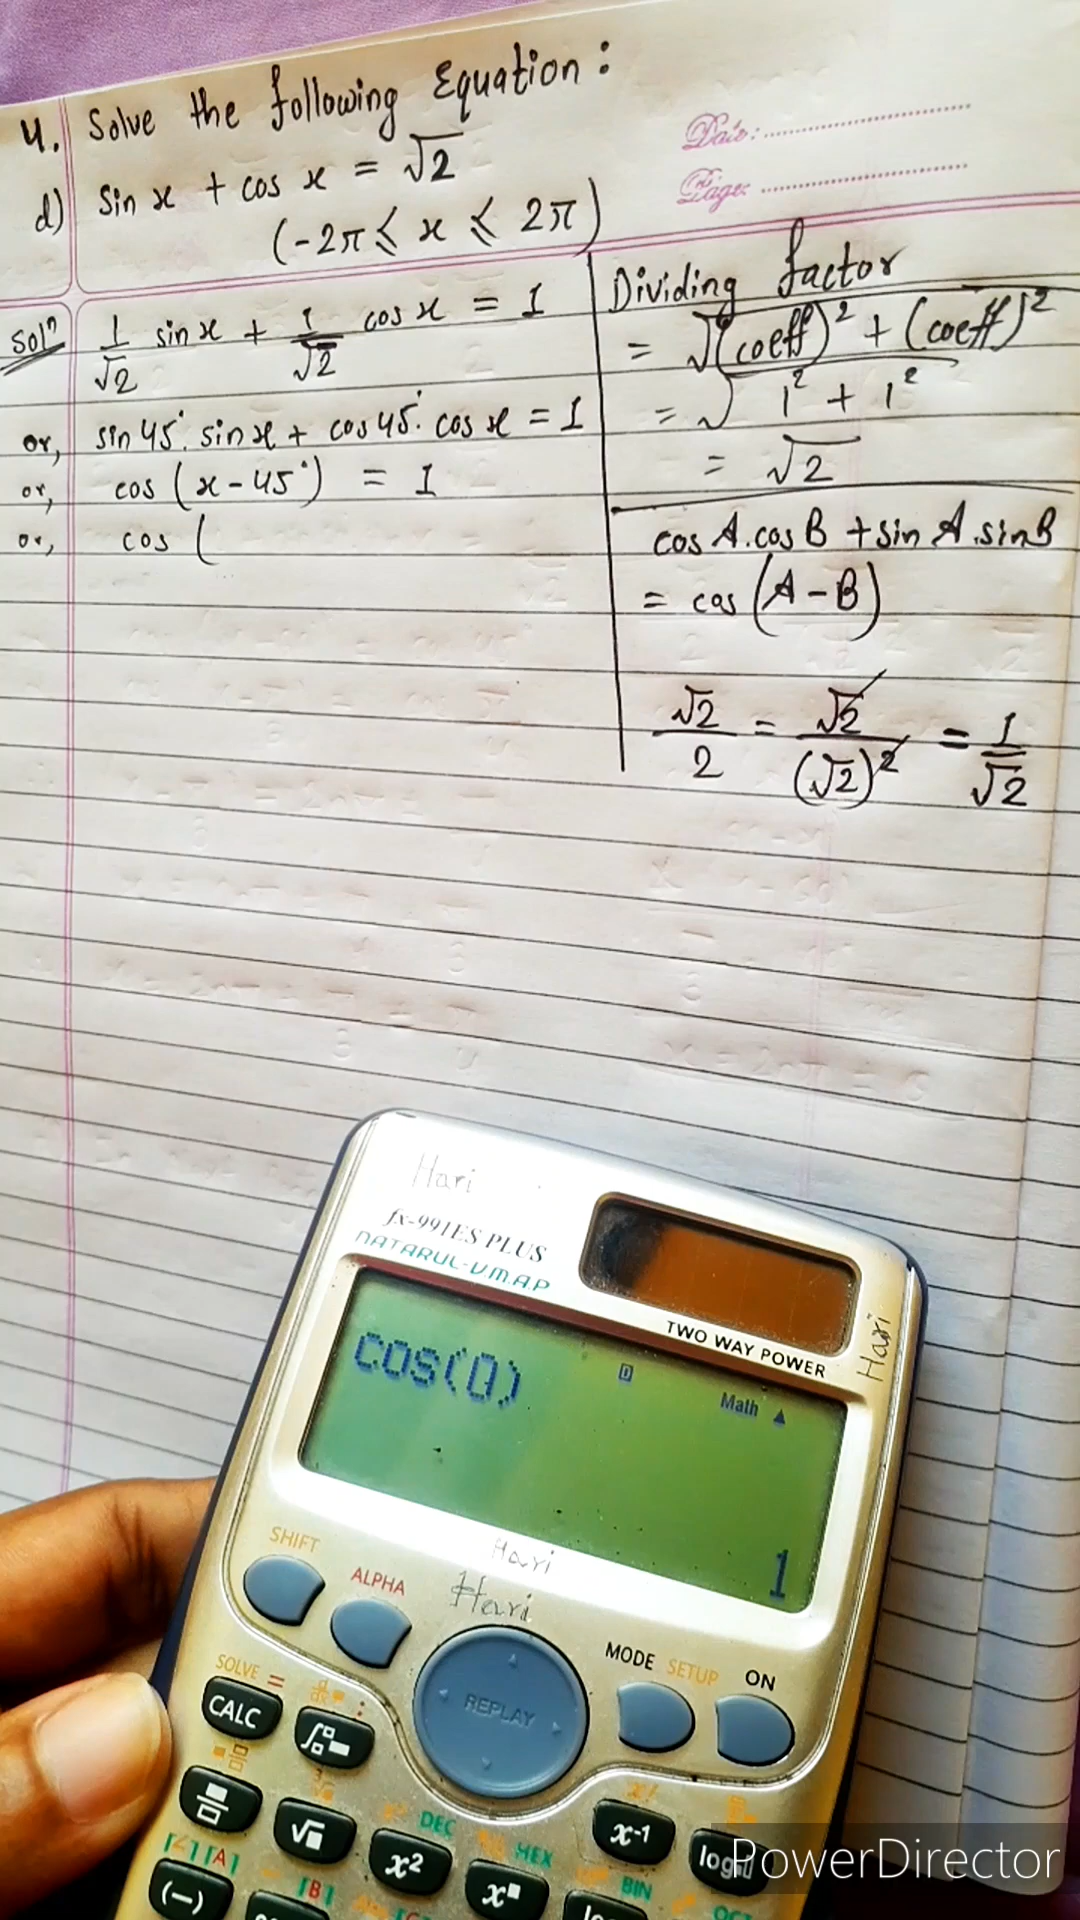 4. Solve the following Equation :
d) sin x + cos x = √2
(-2π ⩽ x ⩽ 2π)
Date:
Page:
Solⁿ 1/√2 sin x + 1/√2 cos x = 1
or, sin 45°. sin x + cos 45°. cos x = 1
or, cos (x - 45°) = 1
or, cos (
Dividing factor
= √(coeff)² + (coeff)²
= √1² + 1²
= √2
cos A. cos B + sin A. sin B
= cos (A - B)
√2/2 = √2/(√2)² = 1/√2
Hari
fx-991ES PLUS
NATARUL-V.M.A.P
TWO WAY POWER
Hari
cos(0)
D Math ▲
1
Hari
Hari
SHIFT ALPHA MODE SETUP ON
REPLAY
SOLVE =
CALC
x!
√■ DEC x⁻¹
x² HEX x■
(-) [B] BIN
PowerDirector